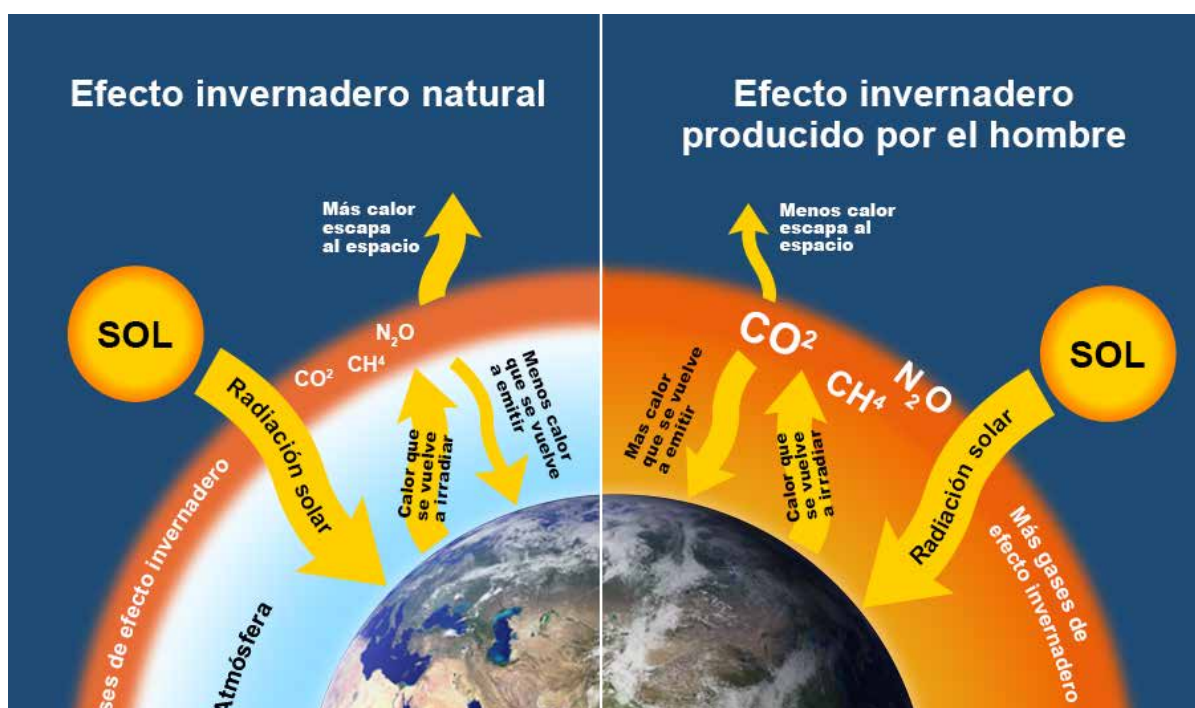 Efecto invernadero natural
Más calor
escapa
al espacio
SOL
Radiación solar
N₂O
CH⁴
CO²
Calor que
se vuelve
a irradiar
Menos calor
que se vuelve
a emitir
de efecto invernadero
Atmósfera
Efecto invernadero
producido por el hombre
Menos calor
escapa al
espacio
SOL
Radiación solar
CO²
CH₄
N₂O
Mas calor
que se vuelve
a emitir
Calor que
se vuelve
a irradiar
Más gases de
efecto invernadero